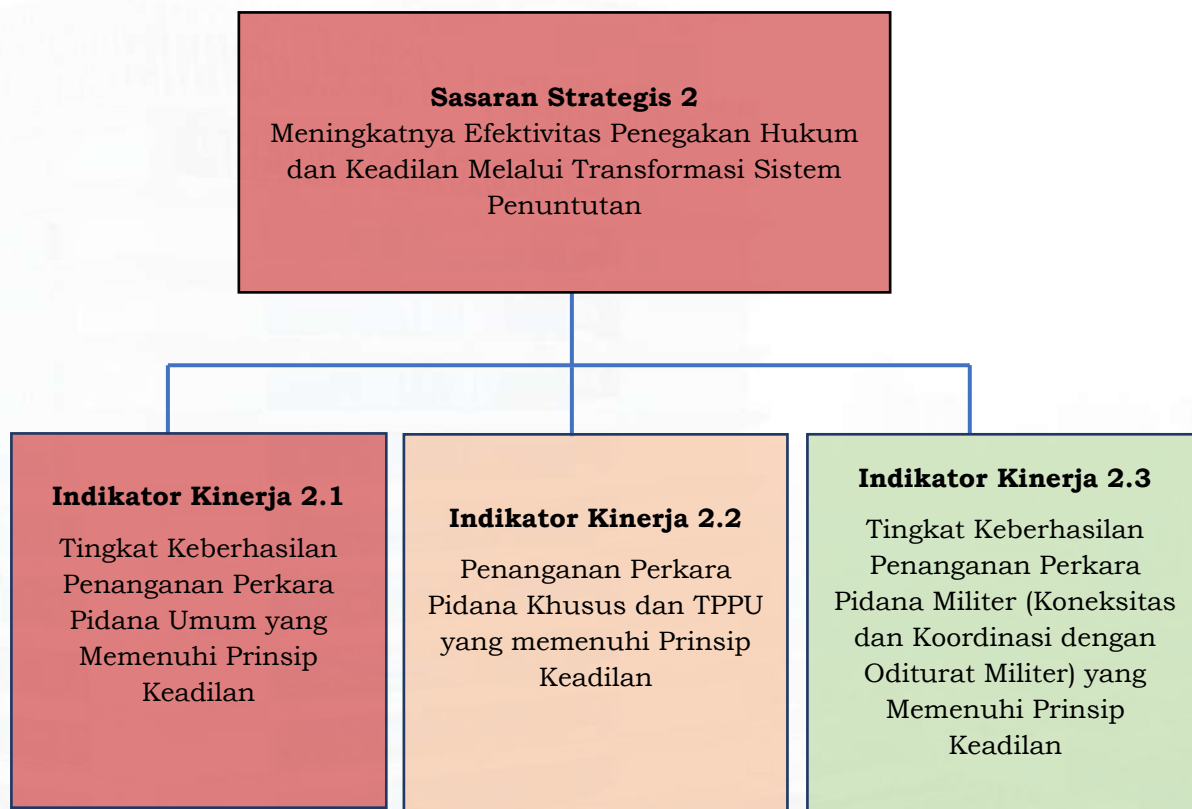 Sasaran Strategis 2
Meningkatnya Efektivitas Penegakan Hukum
dan Keadilan Melalui Transformasi Sistem
Penuntutan
Indikator Kinerja 2.1
Tingkat Keberhasilan
Penanganan Perkara
Pidana Umum yang
Memenuhi Prinsip
Keadilan
Indikator Kinerja 2.2
Penanganan Perkara
Pidana Khusus dan TPPU
yang memenuhi Prinsip
Keadilan
Indikator Kinerja 2.3
Tingkat Keberhasilan
Penanganan Perkara
Pidana Militer (Koneksitas
dan Koordinasi dengan
Oditurat Militer) yang
Memenuhi Prinsip
Keadilan